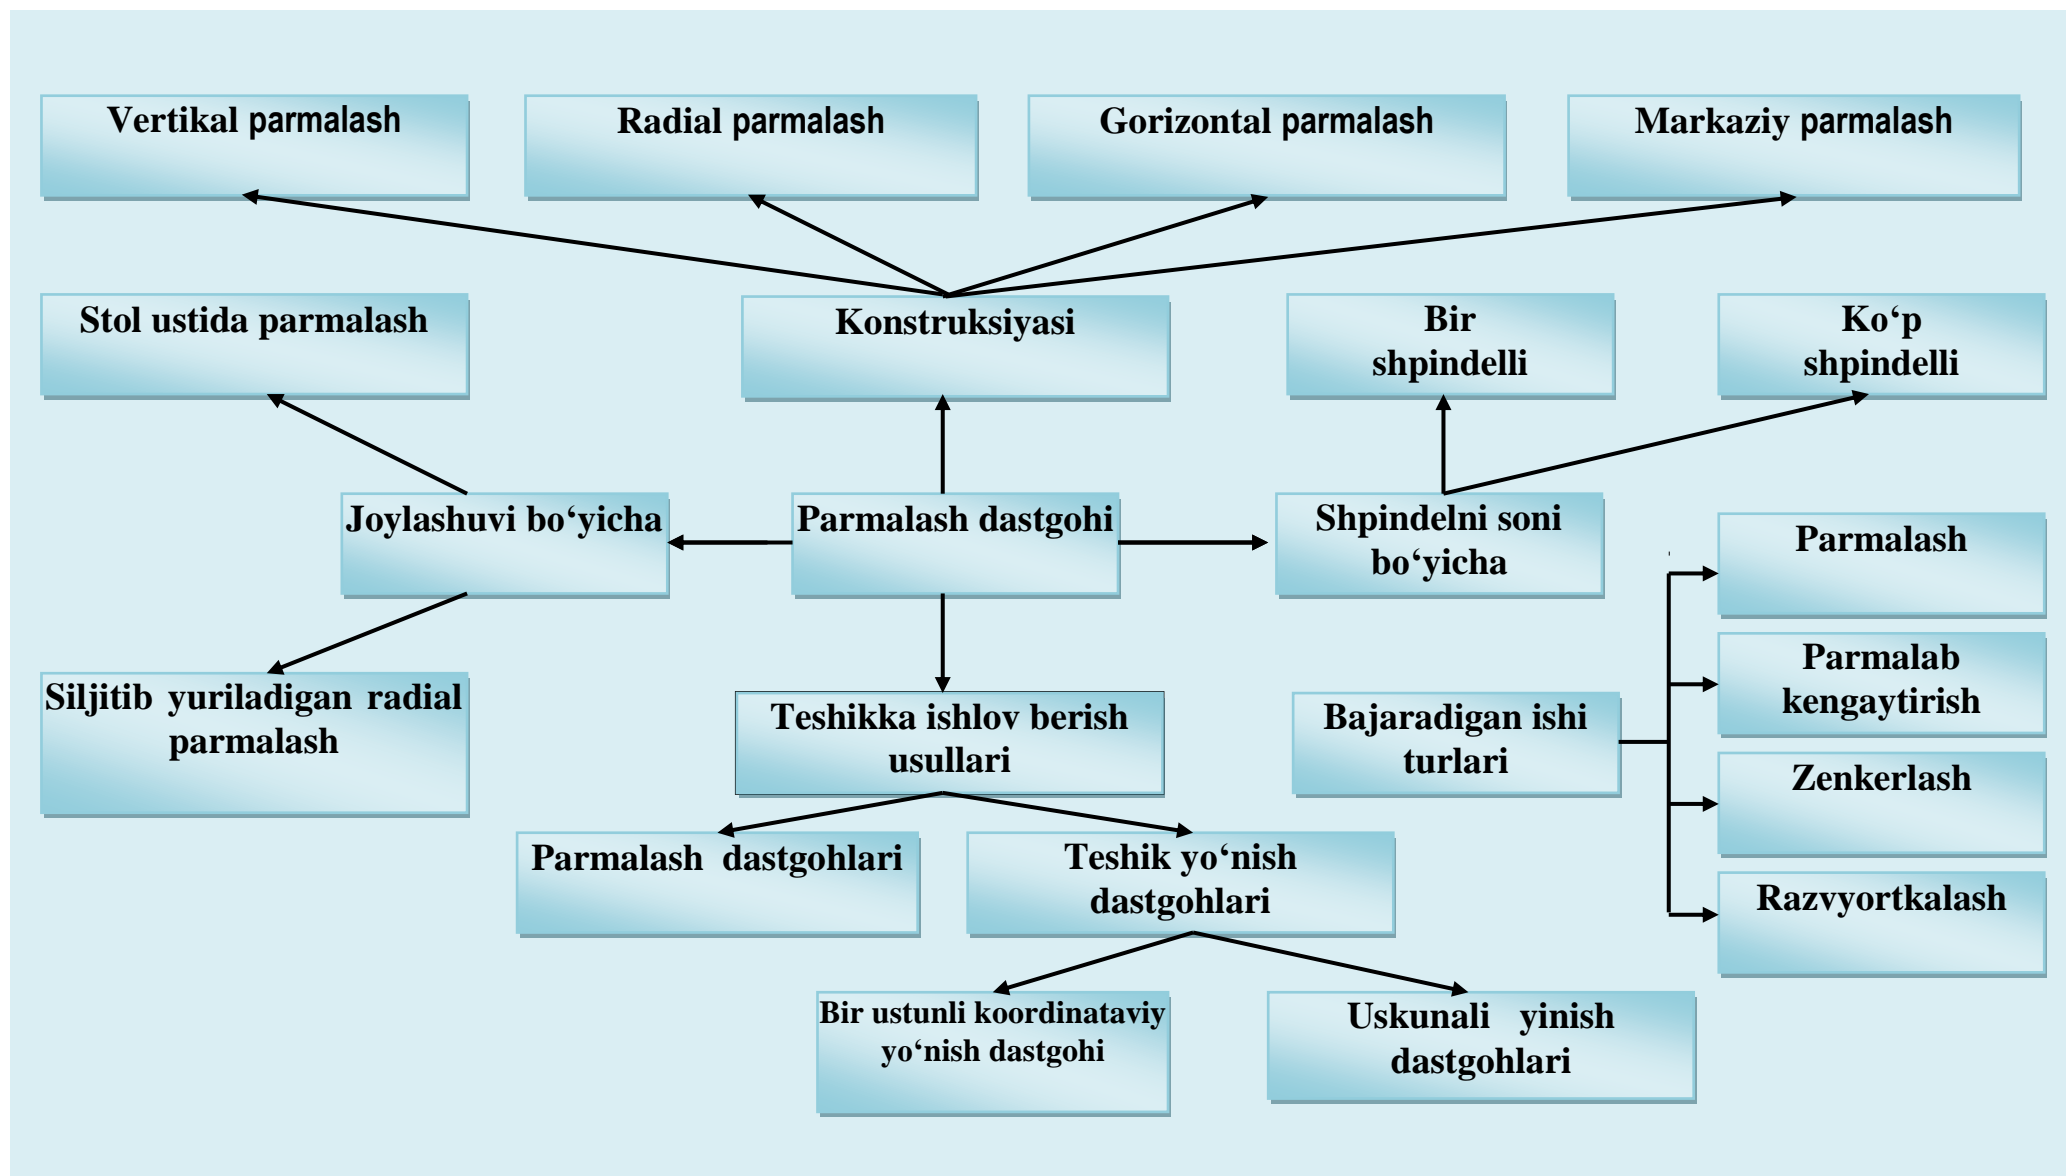 Vertikal parmalash
Radial parmalash
Gorizontal parmalash
Markaziy parmalash
Stol ustida parmalash
Konstruksiyasi
Bir
shpindelli
Ko‘p
shpindelli
Joylashuvi bo‘yicha
Parmalash dastgohi
Shpindelni soni
bo‘yicha
Parmalash
Parmalab
kengaytirish
Siljitib yuriladigan radial
parmalash
Teshikka ishlov berish
usullari
Bajaradigan ishi
turlari
Zenkerlash
Parmalash dastgohlari
Teshik yo‘nish
dastgohlari
Razvyortkalash
Bir ustunli koordinataviy
yo‘nish dastgohi
Uskunali yinish
dastgohlari